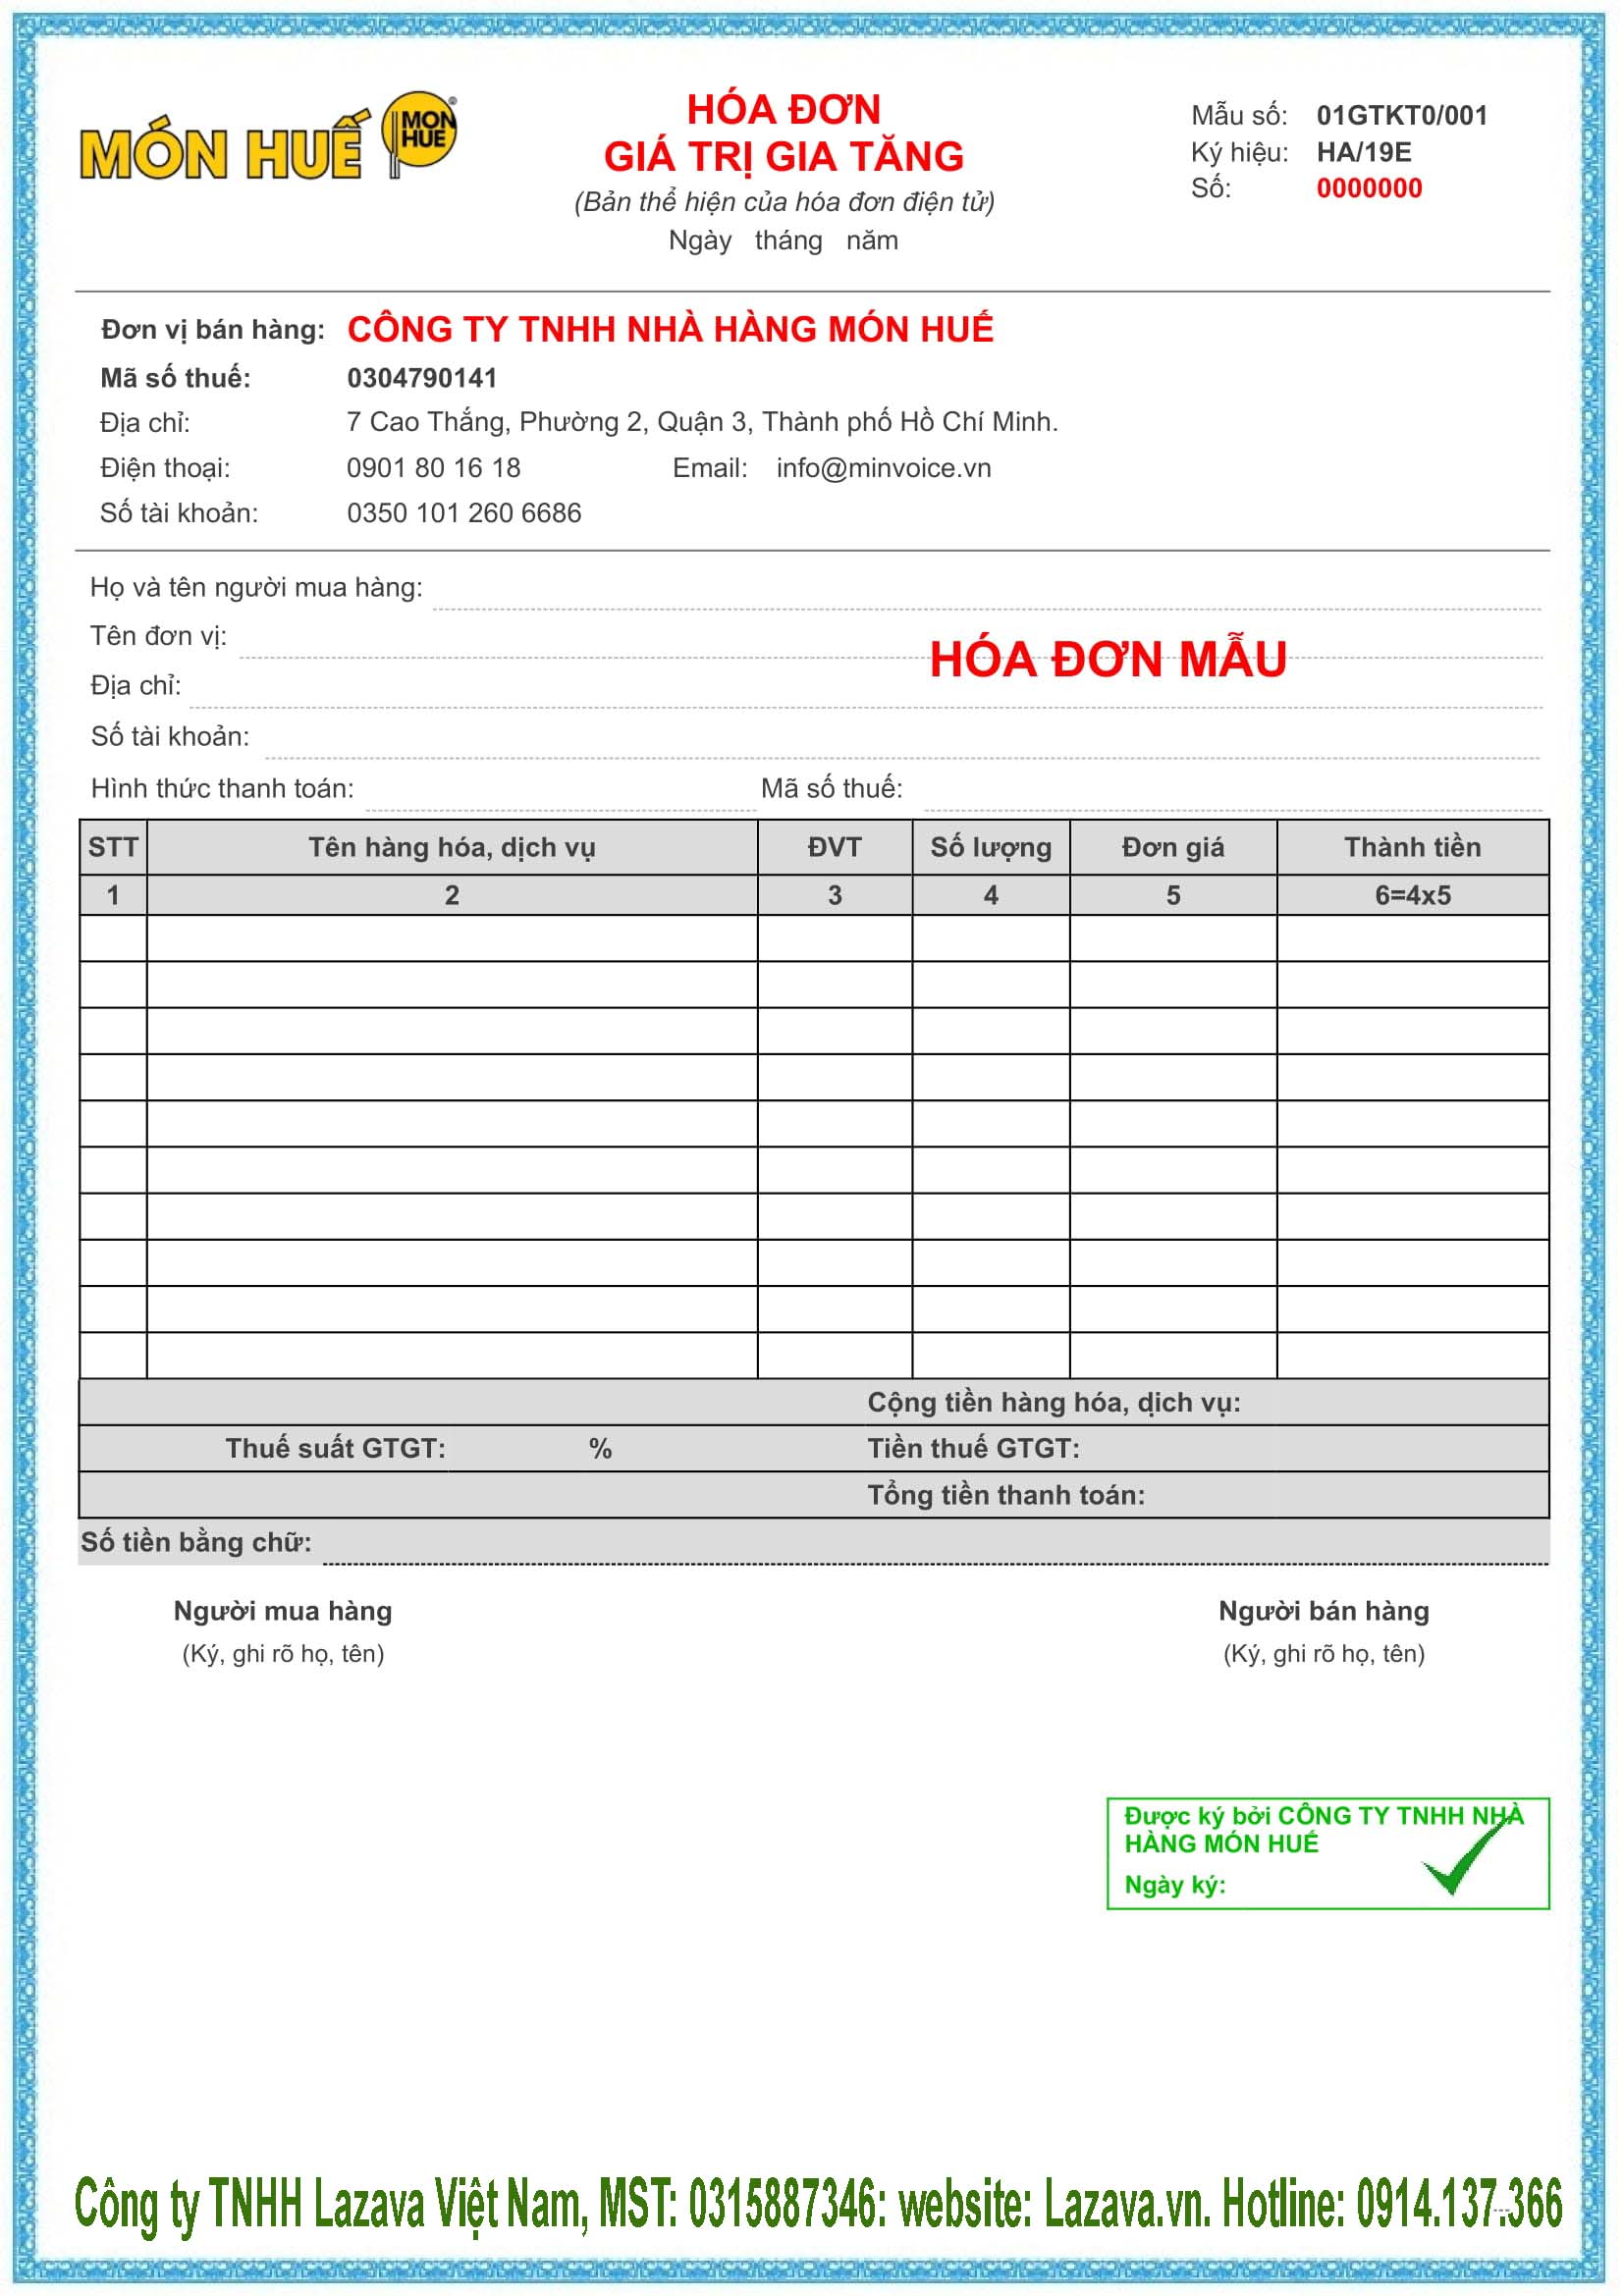 MÓN HUẾ MON HUE ®
HÓA ĐƠN
GIÁ TRỊ GIA TĂNG
(Bản thể hiện của hóa đơn điện tử)
Ngày tháng năm
Mẫu số: 01GTKT0/001
Ký hiệu: HA/19E
Số: 0000000
Đơn vị bán hàng: CÔNG TY TNHH NHÀ HÀNG MÓN HUẾ
Mã số thuế: 0304790141
Địa chỉ: 7 Cao Thắng, Phường 2, Quận 3, Thành phố Hồ Chí Minh.
Điện thoại: 0901 80 16 18 Email: info@minvoice.vn
Số tài khoản: 0350 101 260 6686
Họ và tên người mua hàng:
Tên đơn vị:
HÓA ĐƠN MẪU
Địa chỉ:
Số tài khoản:
Hình thức thanh toán: Mã số thuế:
STT Tên hàng hóa, dịch vụ ĐVT Số lượng Đơn giá Thành tiền
1 2 3 4 5 6=4x5
Cộng tiền hàng hóa, dịch vụ:
Thuế suất GTGT: % Tiền thuế GTGT:
Tổng tiền thanh toán:
Số tiền bằng chữ:
Người mua hàng Người bán hàng
(Ký, ghi rõ họ, tên) (Ký, ghi rõ họ, tên)
Được ký bởi CÔNG TY TNHH NHÀ
HÀNG MÓN HUẾ
Ngày ký:
Công ty TNHH Lazava Việt Nam, MST: 0315887346: website: Lazava.vn. Hotline: 0914.137.366